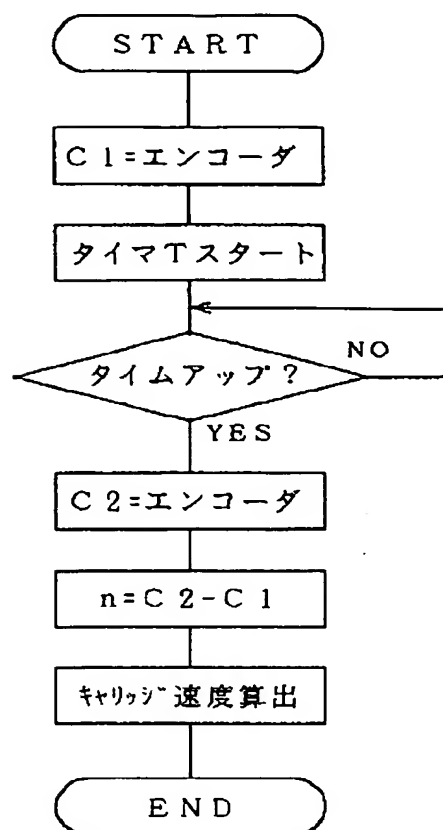 START
C1=エンコーダ
タイマTスタート
タイムアップ?
NO
YES
C2=エンコーダ
n=C2-C1
ｷｬﾘｯｼﾞ速度算出
END